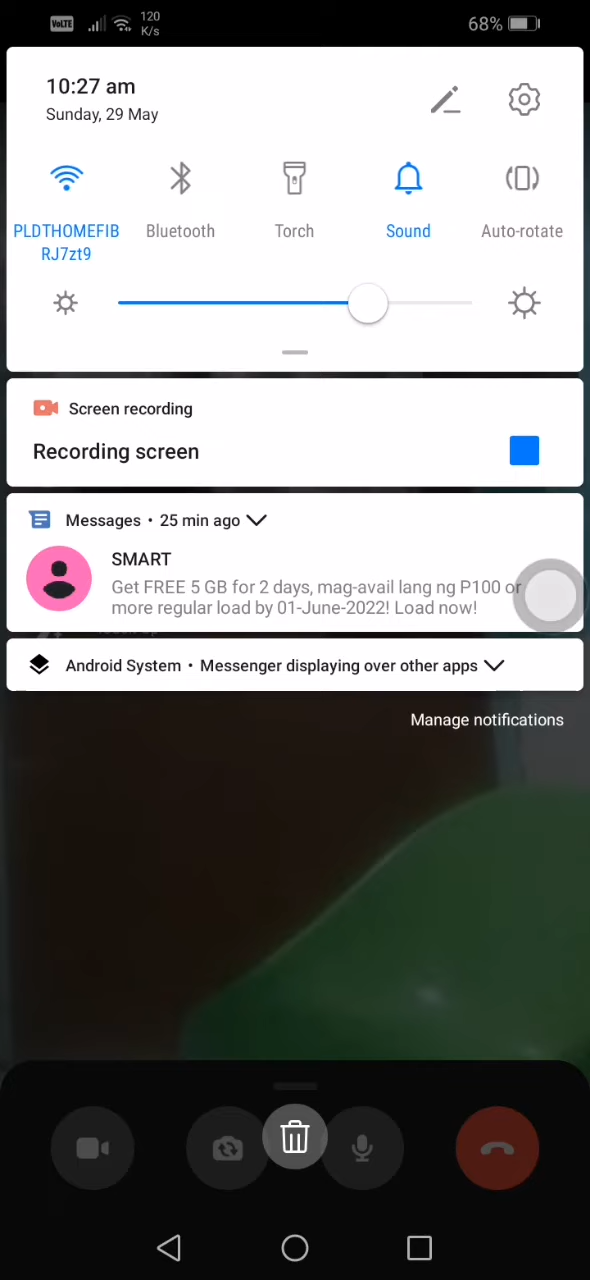 VoLTE 120 68%
K/s
10:27 am
Sunday, 29 May
PLDTHOMEFIB Bluetooth Torch Sound Auto-rotate
RJ7zt9
Screen recording
Recording screen
Messages • 25 min ago
SMART
Get FREE 5 GB for 2 days, mag-avail lang ng P100 or
more regular load by 01-June-2022! Load now!
Android System • Messenger displaying over other apps
Manage notifications